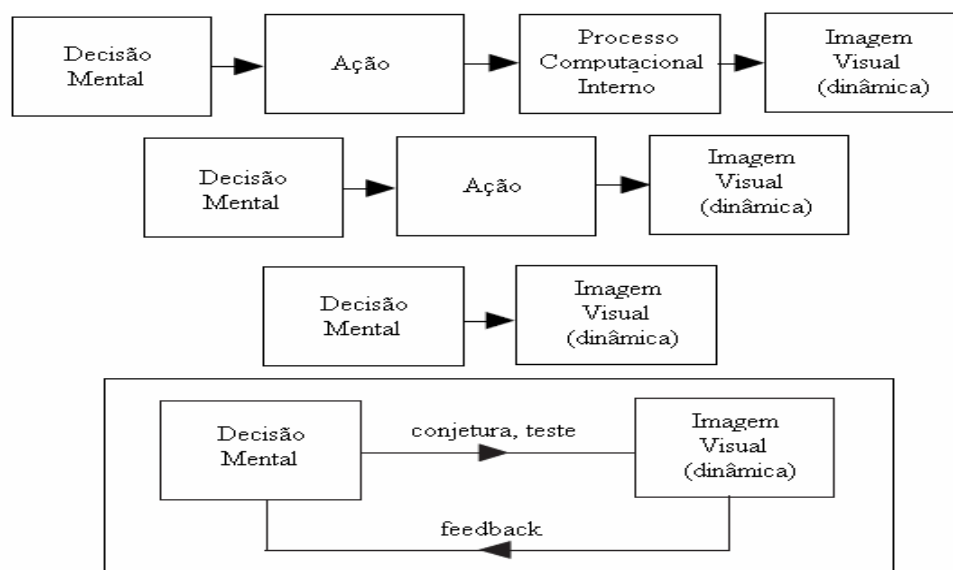 Decisão
Mental
Ação
Processo
Computacional
Interno
Imagem
Visual
(dinâmica)
Decisão
Mental
Ação
Imagem
Visual
(dinâmica)
Decisão
Mental
Imagem
Visual
(dinâmica)
Decisão
Mental
conjetura, teste
Imagem
Visual
(dinâmica)
feedback